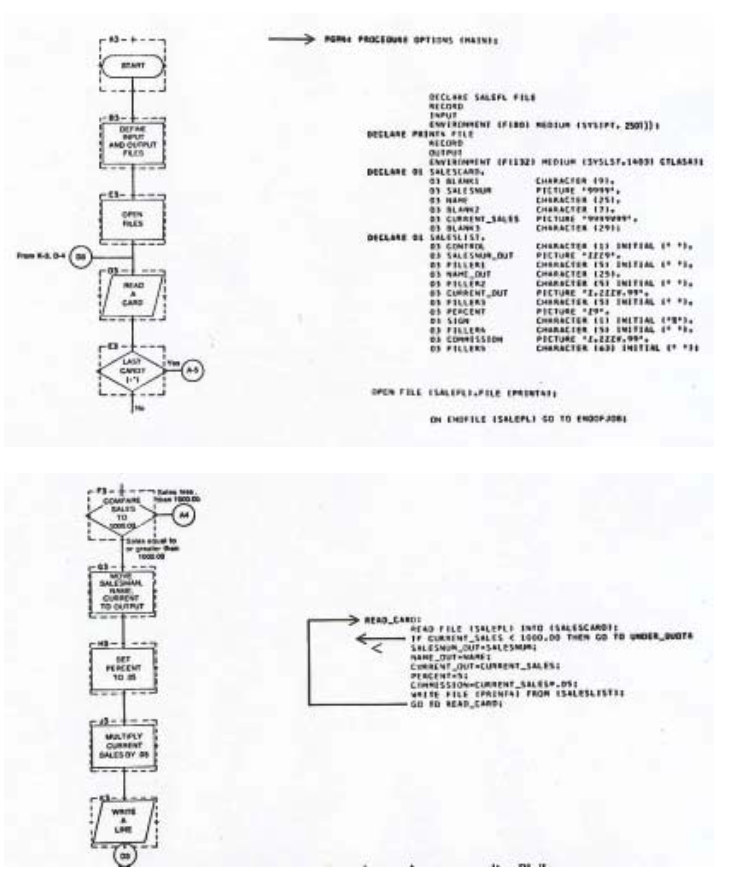 A3
START
B3
DEFINE
INPUT
AND OUTPUT
FILES
C3
OPEN
FILES
From K-3, D-4
D3
READ
A
CARD
E3
LAST
CARD?
Yes
A-5
No
PROCEDURE OPTIONS (MAIN);
DECLARE SALEFL FILE
RECORD
INPUT
ENVIRONMENT (F(80) MEDIUM (SYSIPT, 2501));
DECLARE PRINT4 FILE
RECORD
OUTPUT
ENVIRONMENT (F(132) MEDIUM (SYSLST,1403) CTLASA);
DECLARE 01 SALESCARD,
03 BLANK1 CHARACTER (9),
03 SALESNUM PICTURE '9999',
03 NAME CHARACTER (25),
03 BLANK2 CHARACTER (7),
03 CURRENT_SALES PICTURE
03 BLANK3 CHARACTER (29);
DECLARE 01 SALESLIST,
03 CONTROL CHARACTER (1) INITIAL (' '),
03 SALESNUM_OUT PICTURE 'ZZZ9',
03 FILLER1 CHARACTER (5) INITIAL (' '),
03 NAME_OUT CHARACTER (25),
03 FILLER2 CHARACTER (5) INITIAL (' '),
03 CURRENT_OUT PICTURE 'Z,ZZZV.99',
03 FILLER3 CHARACTER (5) INITIAL (' '),
03 PERCENT PICTURE 'Z9',
03 SIGN CHARACTER (1) INITIAL ('%'),
03 FILLER4 CHARACTER (5) INITIAL (' '),
03 COMMISSION PICTURE 'Z,ZZZV.99',
03 FILLER5 CHARACTER (63) INITIAL (' ');
OPEN FILE (SALEFL),FILE (PRINT4);
ON ENDFILE (SALEFL) GO TO ENDOFJOB;
F3
Sales less
than 1000.00
COMPARE
SALES
TO
1000.00
A4
Sales equal to
or greater than
1000.00
G3
MOVE
SALESMAN,
NAME,
CURRENT
TO OUTPUT
H3
SET
PERCENT
TO .05
J3
MULTIPLY
CURRENT
SALES BY .05
K3
WRITE
A
LINE
D3
READ_CARD:
READ FILE (SALEFL) INTO (SALESCARD);
IF CURRENT_SALES < 1000.00 THEN GO TO UNDER_QUOTA
<
SALESNUM_OUT=SALESNUM;
NAME_OUT=NAME;
CURRENT_OUT=CURRENT_SALES;
PERCENT=5;
COMMISSION=CURRENT_SALES*.05;
WRITE FILE (PRINT4) FROM (SALESLIST);
GO TO READ_CARD;